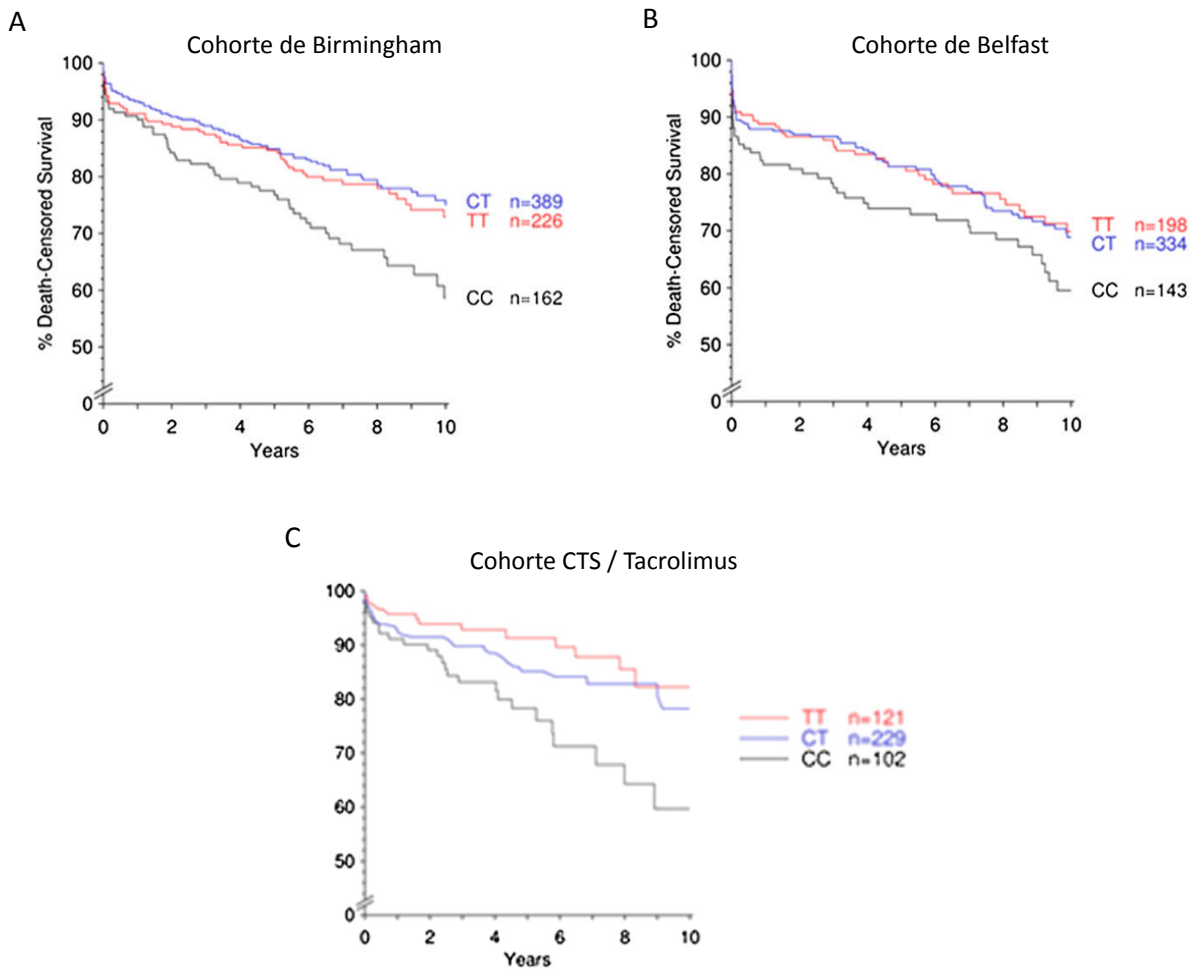 A
Cohorte de Birmingham
% Death-Censored Survival
100
90
80
70
60
50
0
0 2 4 6 8 10
Years
CT n=389
TT n=226
CC n=162
B
Cohorte de Belfast
% Death-Censored Survival
100
90
80
70
60
50
0
0 2 4 6 8 10
Years
TT n=198
CT n=334
CC n=143
C
Cohorte CTS / Tacrolimus
100
90
80
70
60
50
0
0 2 4 6 8 10
Years
TT n=121
CT n=229
CC n=102